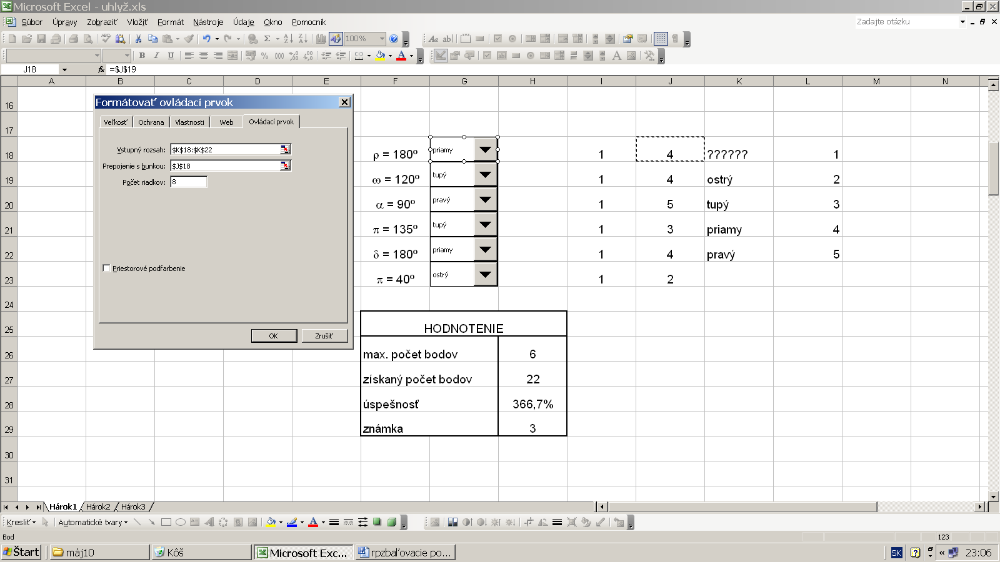 Microsoft Excel - uhlyž.xls
Súbor Úpravy Zobraziť Vložiť Formát Nástroje Údaje Okno Pomocník Zadajte otázku
100%
J18 fx =$J$19
A B C D E F G H I J K L M N
Formátovať ovládací prvok
Veľkosť Ochrana Vlastnosti Web Ovládací prvok
Vstupný rozsah: $K$18:$K$22
Prepojenie s bunkou: $J$18
Počet riadkov: 8
Priestorové podfarbenie
OK Zrušiť
16
17
18 ρ = 180º priamy 1 4 ?????? 1
19 ω = 120º tupý 1 4 ostrý 2
20 α = 90º pravý 1 5 tupý 3
21 π = 135º tupý 1 3 priamy 4
22 δ = 180º priamy 1 4 pravý 5
23 π = 40º ostrý 1 2
24
25 HODNOTENIE
26 max. počet bodov 6
27 získaný počet bodov 22
28 úspešnosť 366,7%
29 známka 3
30
31
Hárok1 Hárok2 Hárok3
Kresliť Automatické tvary
Bod 123
Štart máj10 Kôš Microsoft Exc... rpzbaľovacie po... SK 23:06